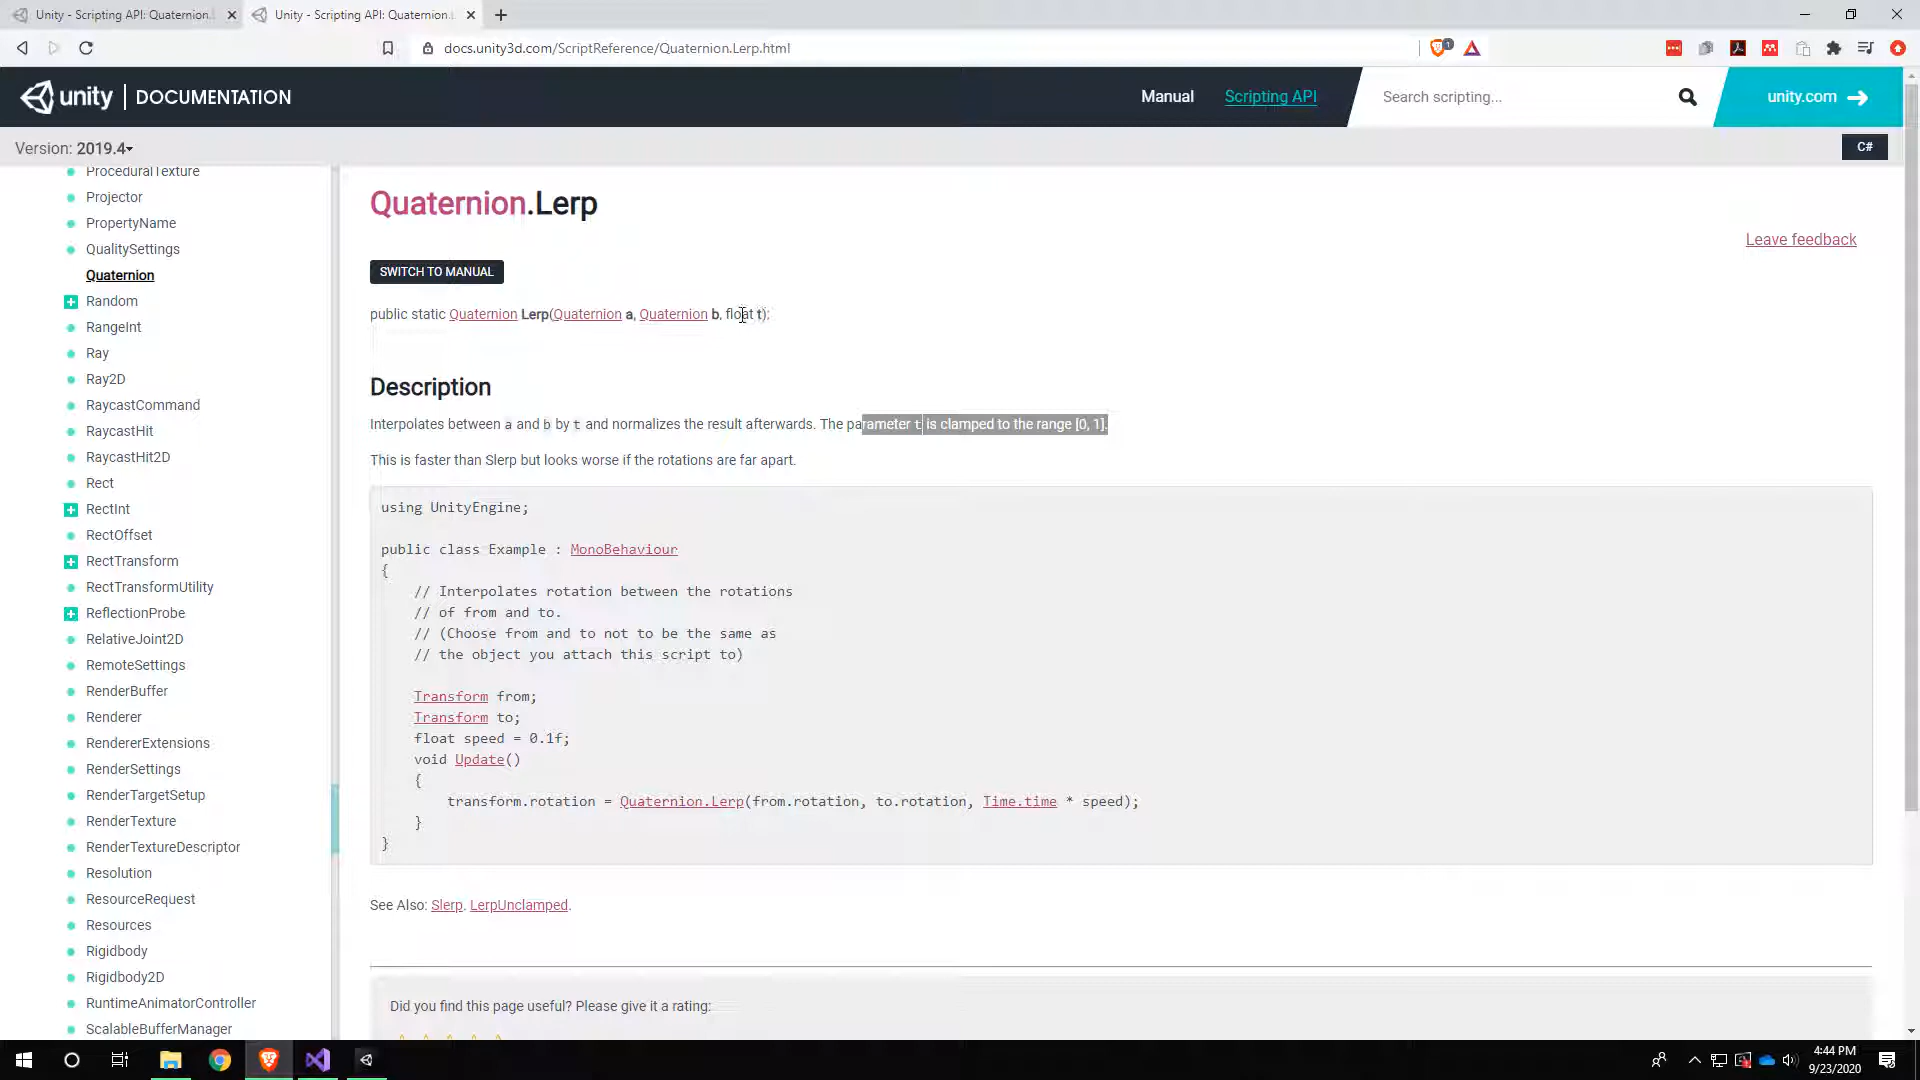 Unity - Scripting API: Quaternion.
Unity - Scripting API: Quaternion.
docs.unity3d.com/ScriptReference/Quaternion.Lerp.html
1
unity | DOCUMENTATION
Manual
Scripting API
Search scripting...
unity.com
Version: 2019.4
C#
ProceduralTexture
Projector
PropertyName
QualitySettings
Quaternion
Random
RangeInt
Ray
Ray2D
RaycastCommand
RaycastHit
RaycastHit2D
Rect
RectInt
RectOffset
RectTransform
RectTransformUtility
ReflectionProbe
RelativeJoint2D
RemoteSettings
RenderBuffer
Renderer
RendererExtensions
RenderSettings
RenderTargetSetup
RenderTexture
RenderTextureDescriptor
Resolution
ResourceRequest
Resources
Rigidbody
Rigidbody2D
RuntimeAnimatorController
ScalableBufferManager
Quaternion.Lerp
Leave feedback
SWITCH TO MANUAL
public static Quaternion Lerp(Quaternion a, Quaternion b, float t);
Description
Interpolates between a and b by t and normalizes the result afterwards. The parameter t is clamped to the range [0, 1].
This is faster than Slerp but looks worse if the rotations are far apart.
using UnityEngine;
public class Example : MonoBehaviour
{
// Interpolates rotation between the rotations
// of from and to.
// (Choose from and to not to be the same as
// the object you attach this script to)
Transform from;
Transform to;
float speed = 0.1f;
void Update()
{
transform.rotation = Quaternion.Lerp(from.rotation, to.rotation, Time.time * speed);
}
}
See Also: Slerp, LerpUnclamped.
Did you find this page useful? Please give it a rating:
4:44 PM
9/23/2020